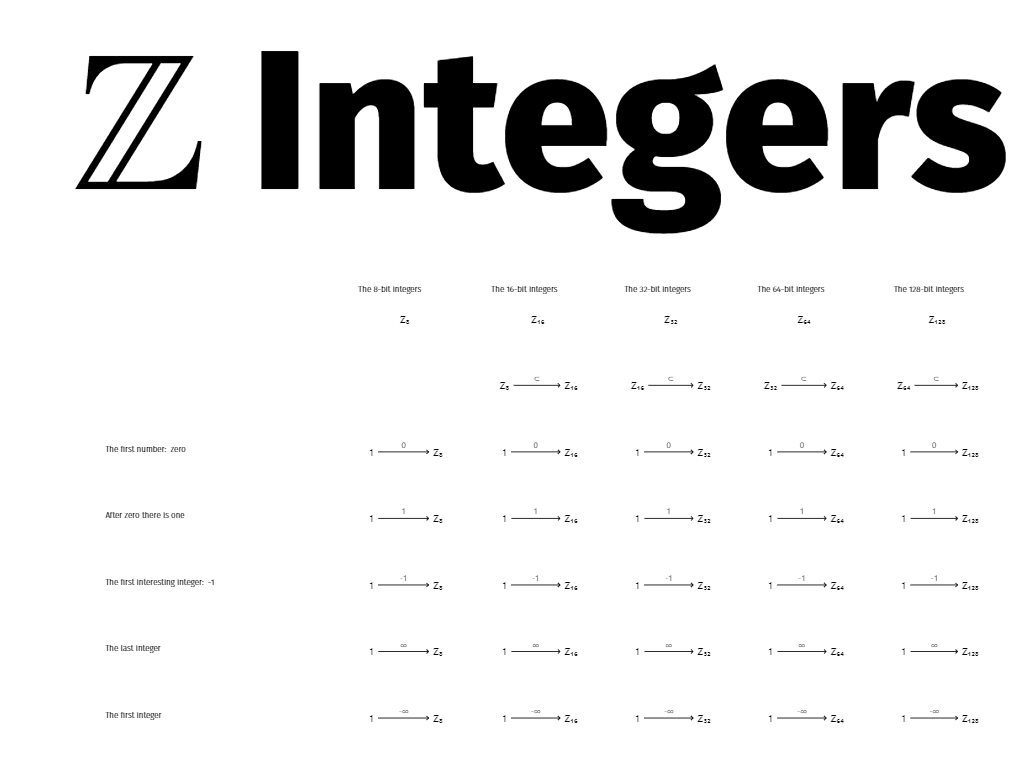 ℤ Integers
The 8-bit integers The 16-bit integers The 32-bit integers The 64-bit integers The 128-bit integers
Z₈ Z₁₆ Z₃₂ Z₆₄ Z₁₂₈
⊂ ⊂ ⊂ ⊂
Z₈ ⟶ Z₁₆ Z₁₆ ⟶ Z₃₂ Z₃₂ ⟶ Z₆₄ Z₆₄ ⟶ Z₁₂₈
0 0 0 0 0
The first number: zero 1 ⟶ Z₈ 1 ⟶ Z₁₆ 1 ⟶ Z₃₂ 1 ⟶ Z₆₄ 1 ⟶ Z₁₂₈
1 1 1 1 1
After zero there is one 1 ⟶ Z₈ 1 ⟶ Z₁₆ 1 ⟶ Z₃₂ 1 ⟶ Z₆₄ 1 ⟶ Z₁₂₈
-1 -1 -1 -1 -1
The first interesting integer: -1 1 ⟶ Z₈ 1 ⟶ Z₁₆ 1 ⟶ Z₃₂ 1 ⟶ Z₆₄ 1 ⟶ Z₁₂₈
∞ ∞ ∞ ∞ ∞
The last integer 1 ⟶ Z₈ 1 ⟶ Z₁₆ 1 ⟶ Z₃₂ 1 ⟶ Z₆₄ 1 ⟶ Z₁₂₈
-∞ -∞ -∞ -∞ -∞
The first integer 1 ⟶ Z₈ 1 ⟶ Z₁₆ 1 ⟶ Z₃₂ 1 ⟶ Z₆₄ 1 ⟶ Z₁₂₈